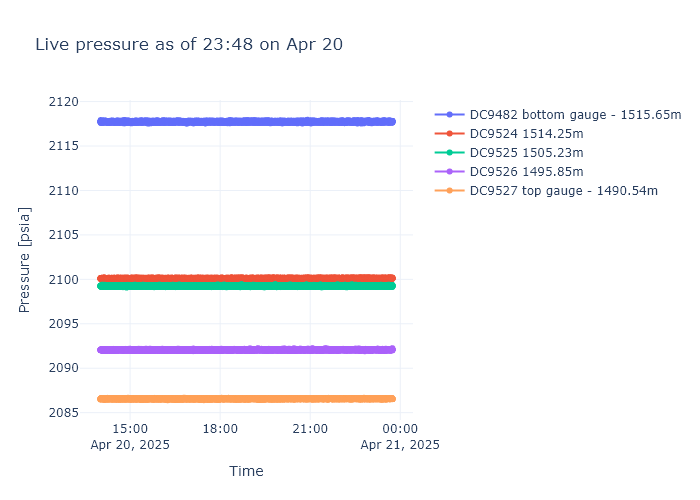 Live pressure as of 23:48 on Apr 20
2120
2115
2110
2105
2100
2095
2090
2085
Pressure [psia]
15:00
Apr 20, 2025
18:00
21:00
00:00
Apr 21, 2025
Time
DC9482 bottom gauge - 1515.65m
DC9524 1514.25m
DC9525 1505.23m
DC9526 1495.85m
DC9527 top gauge - 1490.54m